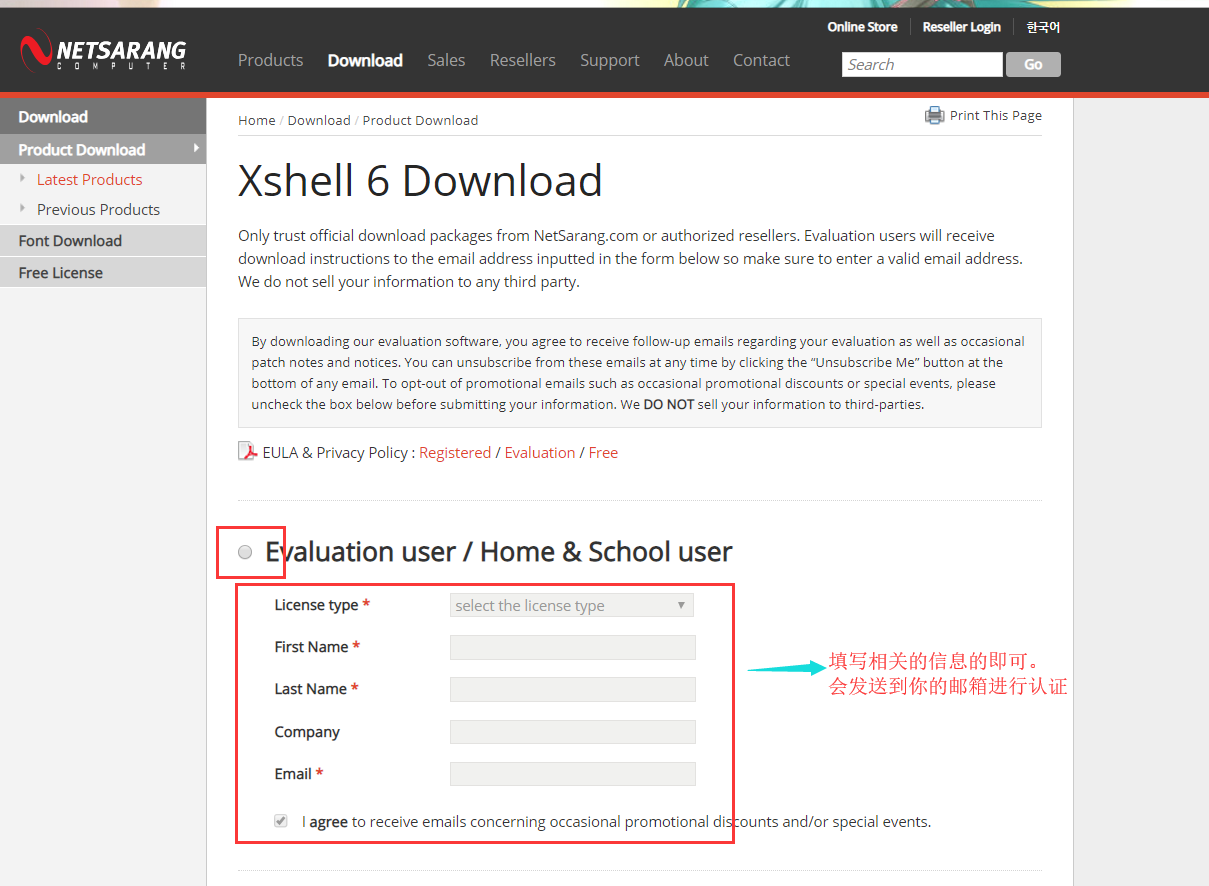 Online Store
Reseller Login
한국어
NETSARANG
COMPUTER
Products
Download
Sales
Resellers
Support
About
Contact
Search
Go
Download
Product Download
Latest Products
Previous Products
Font Download
Free License
Home / Download / Product Download
Print This Page
Xshell 6 Download
Only trust official download packages from NetSarang.com or authorized resellers. Evaluation users will receive
download instructions to the email address inputted in the form below so make sure to enter a valid email address.
We do not sell your information to any third party.
By downloading our evaluation software, you agree to receive follow-up emails regarding your evaluation as well as occasional
patch notes and notices. You can unsubscribe from these emails at any time by clicking the “Unsubscribe Me” button at the
bottom of any email. To opt-out of promotional emails such as occasional promotional discounts or special events, please
uncheck the box below before submitting your information. We DO NOT sell your information to third-parties.
EULA & Privacy Policy : Registered / Evaluation / Free
Evaluation user / Home & School user
License type *
select the license type
First Name *
Last Name *
Company
Email *
填写相关的信息的即可。
会发送到你的邮箱进行认证
I agree to receive emails concerning occasional promotional discounts and/or special events.